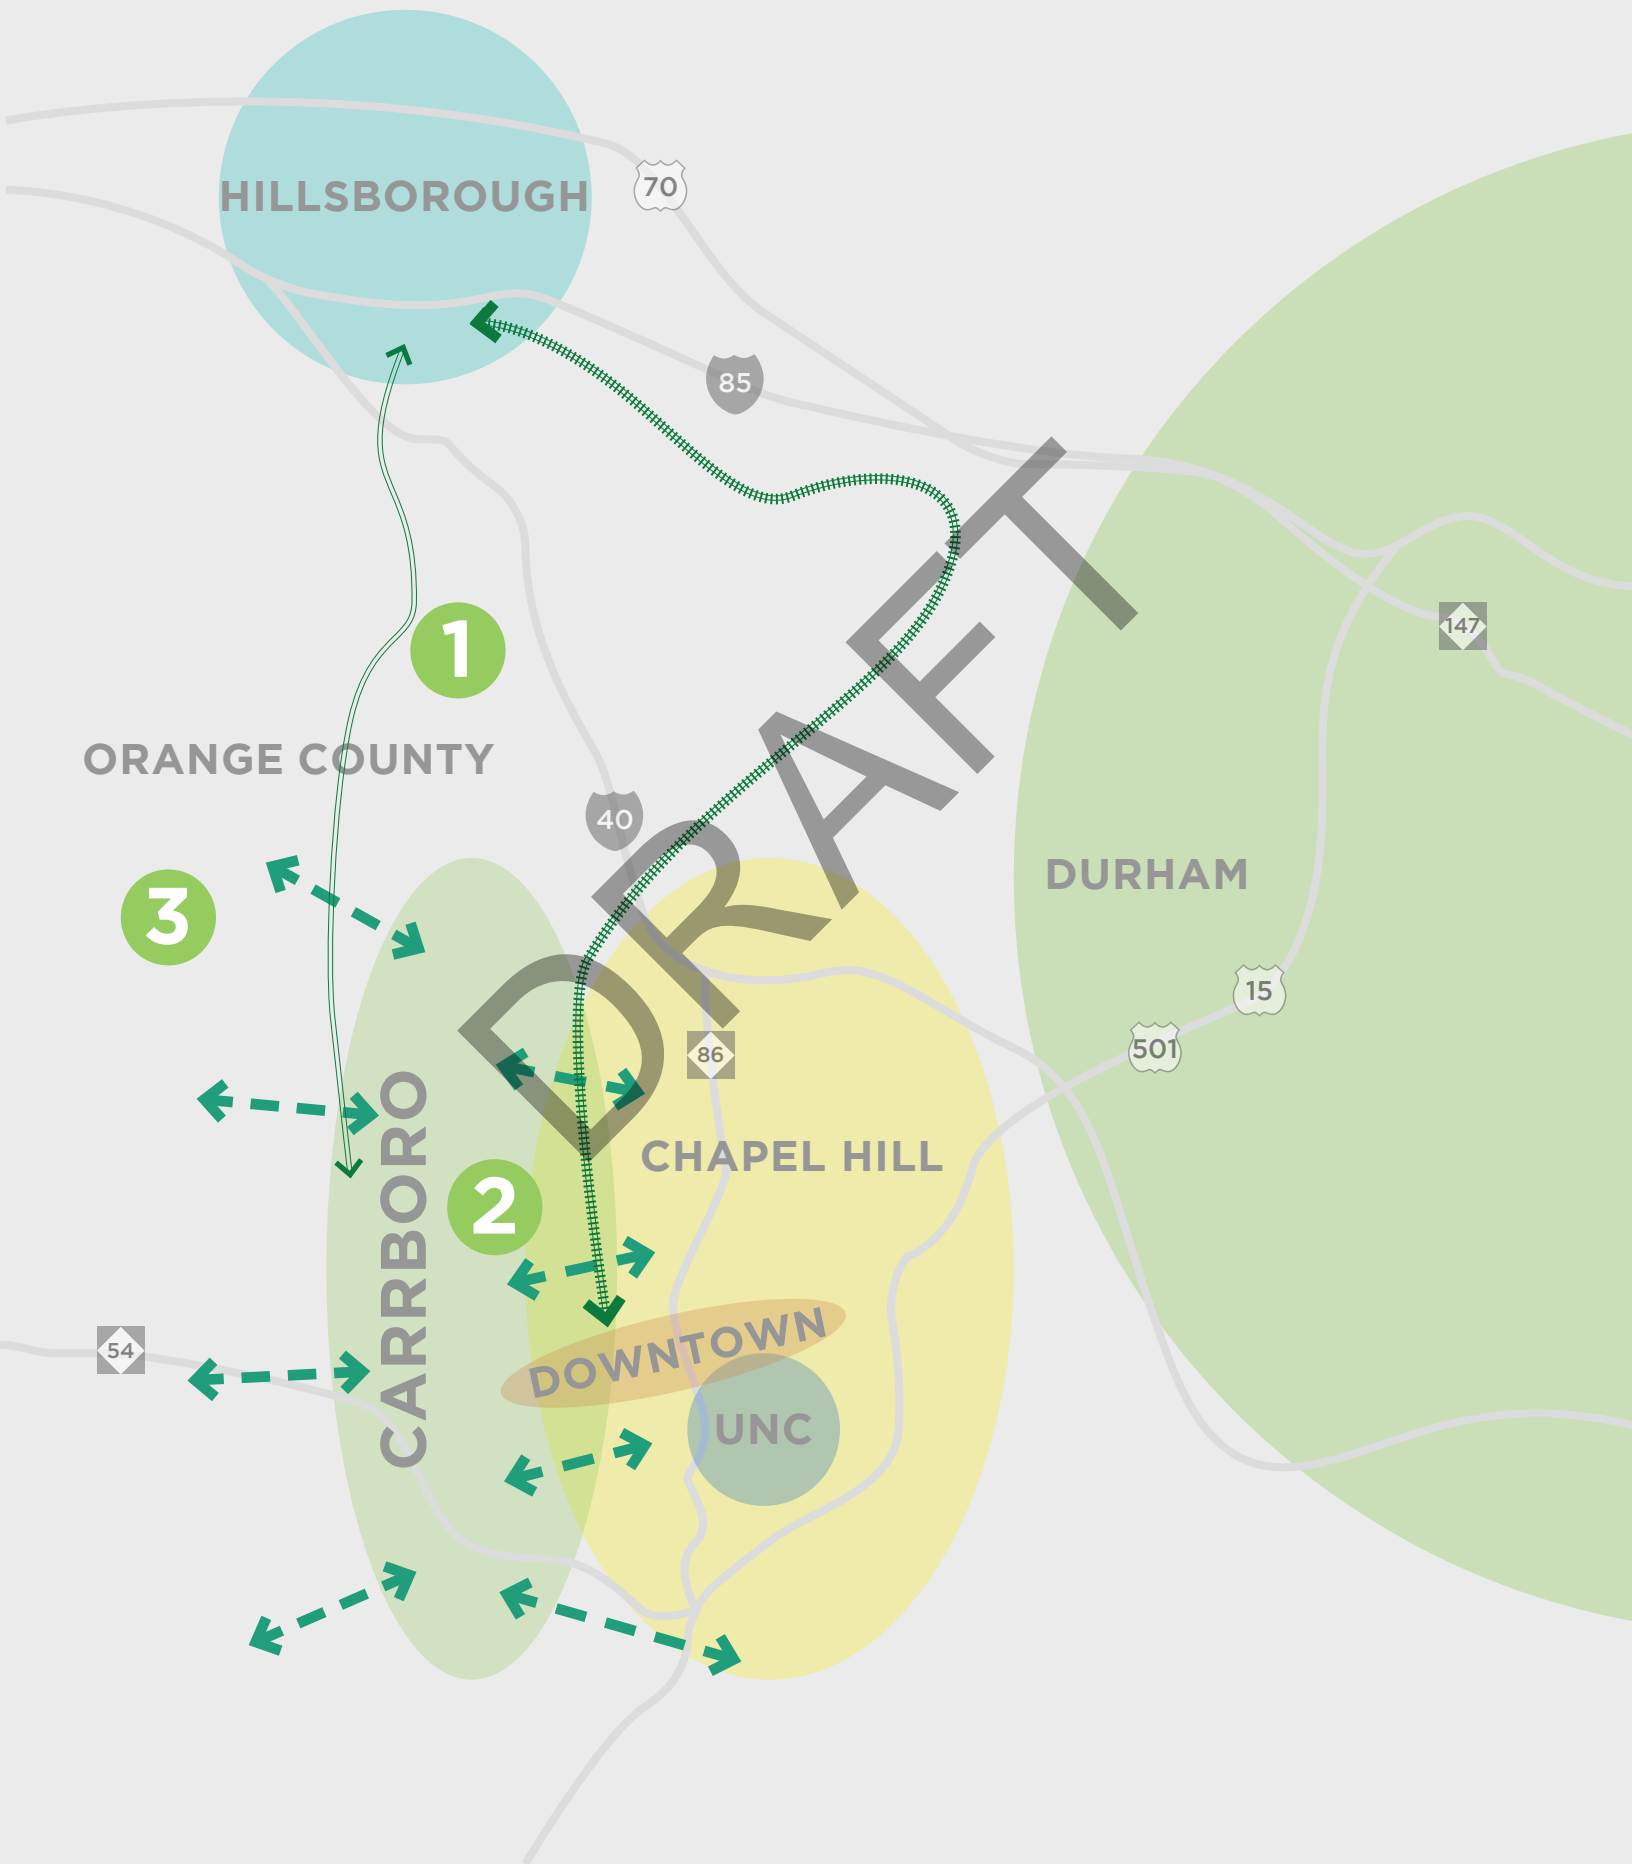 HILLSBOROUGH
70
85
1
147
ORANGE COUNTY
40
DRAFT
DURHAM
3
15
501
86
CARRBORO
CHAPEL HILL
2
54
DOWNTOWN
UNC